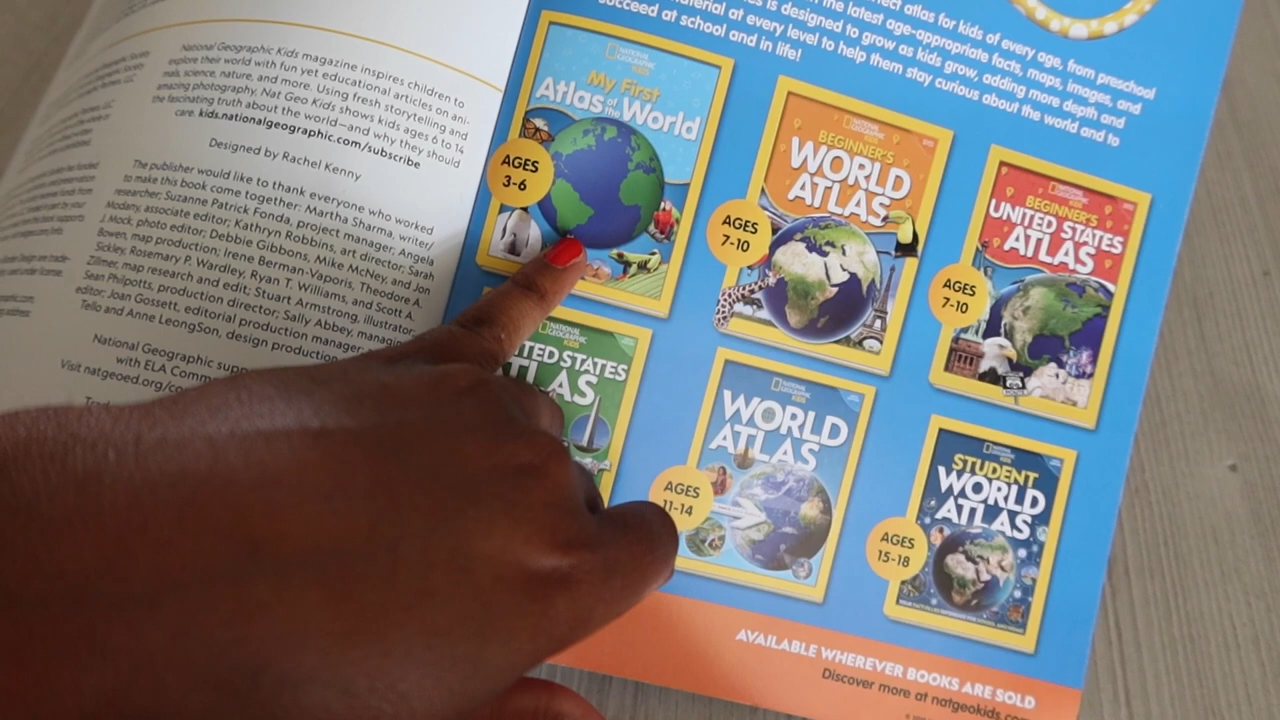 National Geographic Kids magazine inspires children to
explore their world with fun yet educational articles on ani-
mals, science, nature, and more. Using fresh storytelling and
amazing photography, Nat Geo Kids shows kids ages 6 to 14
the fascinating truth about the world—and why they should
care. kids.nationalgeographic.com/subscribe
Designed by Rachel Kenny
The publisher would like to thank everyone who worked
to make this book come together: Martha Sharma, writer/
researcher; Suzanne Patrick Fonda, project manager; Angela
Modany, associate editor; Kathryn Robbins, art director; Sarah
J. Mock, photo editor; Debbie Gibbons, Mike McNey, and Jon
Bowen, map production; Irene Berman-Vaporis, Theodore A.
Sickley, Rosemary P. Wardley, Ryan T. Williams, and Scott A.
Zillmer, map research and edit; Stuart Armstrong, illustrator;
Sean Philpotts, production director; Sally Abbey, managing
editor; Joan Gossett, editorial production manager;
Tello and Anne LeongSon, design production
National Geographic
with ELA
Visit
atlas for kids of every age, from preschool
the latest age-appropriate facts, maps, images, and
is designed to grow as kids grow, adding more depth and
material at every level to help them stay curious about the world and to
succeed at school and in life!
NATIONAL GEOGRAPHIC KIDS
My First
Atlas of the World
AGES
3-6
NATIONAL GEOGRAPHIC KIDS
BEGINNER'S
WORLD
ATLAS
AGES
7-10
NATIONAL GEOGRAPHIC KIDS
BEGINNER'S
UNITED STATES
ATLAS
AGES
7-10
NATIONAL GEOGRAPHIC KIDS
STATES
NATIONAL GEOGRAPHIC KIDS
WORLD
ATLAS
AGES
11-14
NATIONAL GEOGRAPHIC KIDS
STUDENT
WORLD
ATLAS
AGES
15-18
AVAILABLE WHEREVER BOOKS ARE SOLD
Discover more at natgeokids.com